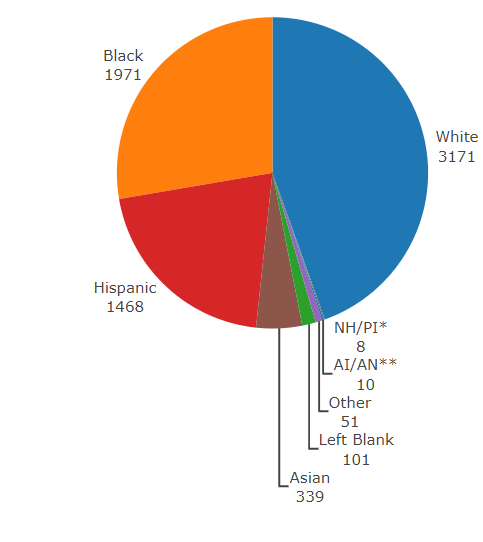 Black
1971
White
3171
Hispanic
1468
NH/PI*
8
AI/AN**
10
Other
51
Left Blank
101
Asian
339